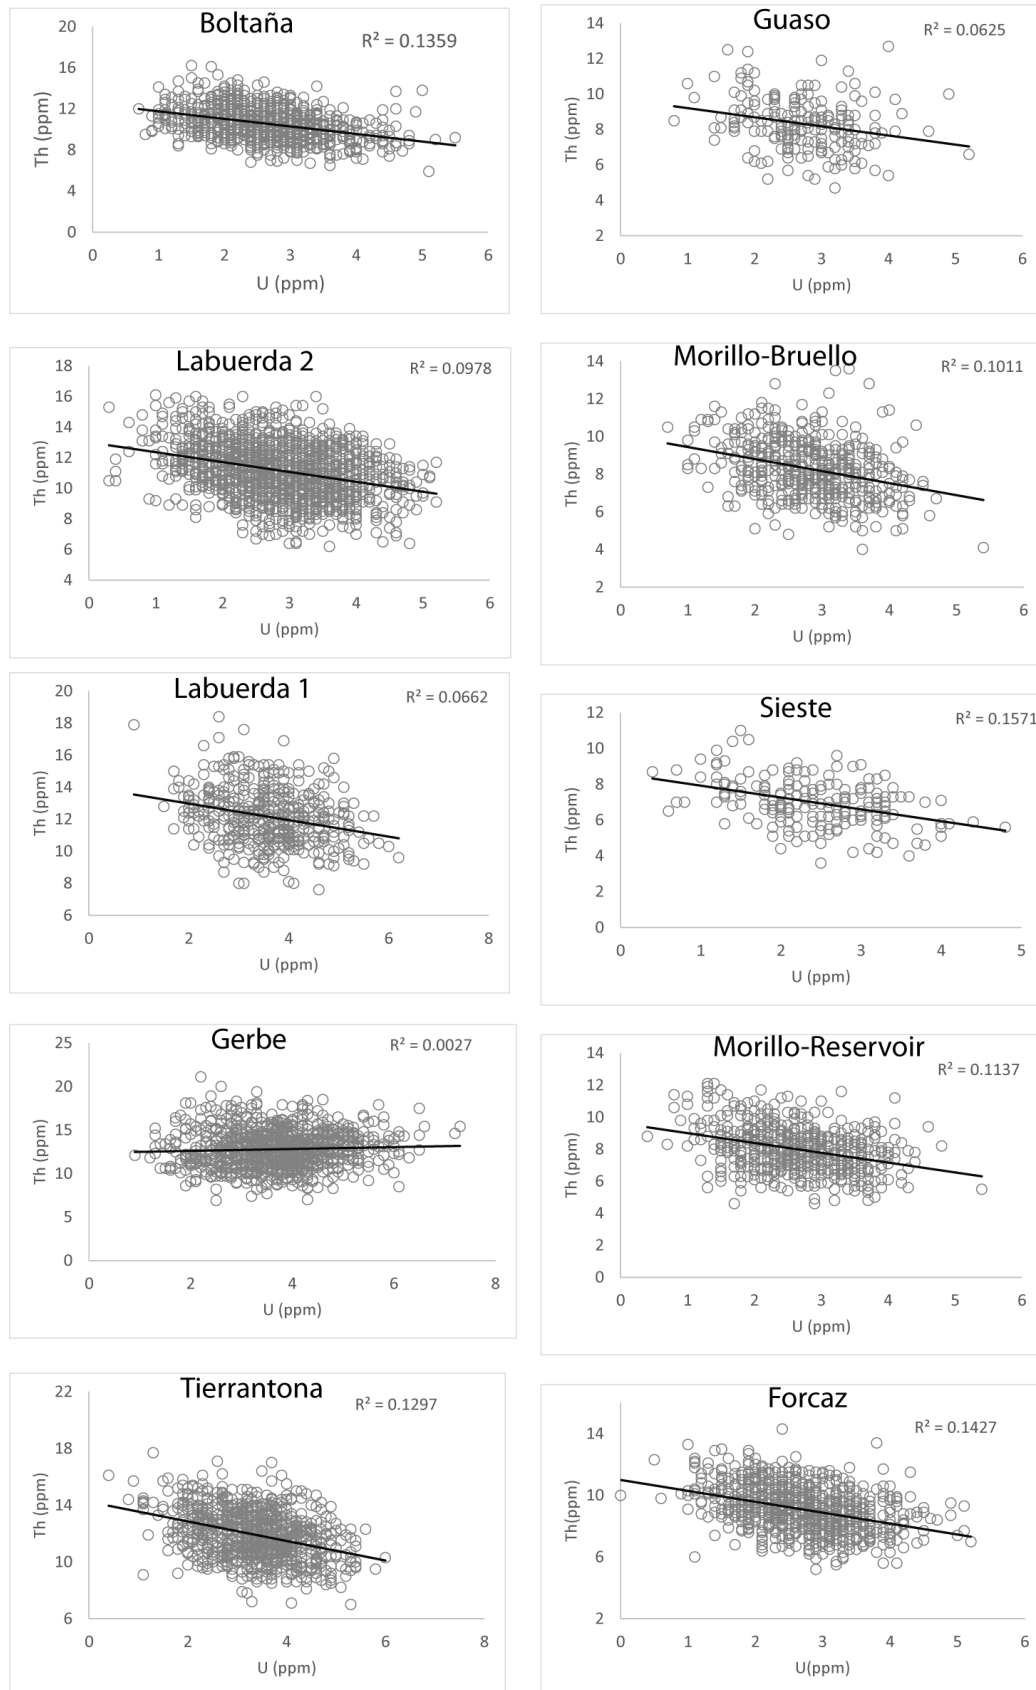 Boltaña
R² = 0.1359
20
16
12
8
4
0
Th (ppm)
0 1 2 3 4 5 6
U (ppm)
Guaso
R² = 0.0625
14
12
10
8
6
4
2
Th (ppm)
0 1 2 3 4 5 6
U (ppm)
Labuerda 2
R² = 0.0978
18
16
14
12
10
8
6
4
Th (ppm)
0 1 2 3 4 5 6
U (ppm)
Morillo-Bruello
R² = 0.1011
14
12
10
8
6
4
2
Th (ppm)
0 1 2 3 4 5 6
U (ppm)
Labuerda 1
R² = 0.0662
20
18
16
14
12
10
8
6
Th (ppm)
0 2 4 6 8
U (ppm)
Sieste
R² = 0.1571
12
10
8
6
4
2
0
Th (ppm)
0 1 2 3 4 5
U (ppm)
Gerbe
R² = 0.0027
25
20
15
10
5
0
Th (ppm)
0 2 4 6 8
U (ppm)
Morillo-Reservoir
R² = 0.1137
14
12
10
8
6
4
2
0
Th (ppm)
0 1 2 3 4 5 6
U (ppm)
Tierrantona
R² = 0.1297
22
18
14
10
6
Th (ppm)
0 2 4 6 8
U (ppm)
Forcaz
R² = 0.1427
14
10
6
2
Th(ppm)
0 1 2 3 4 5 6
U(ppm)